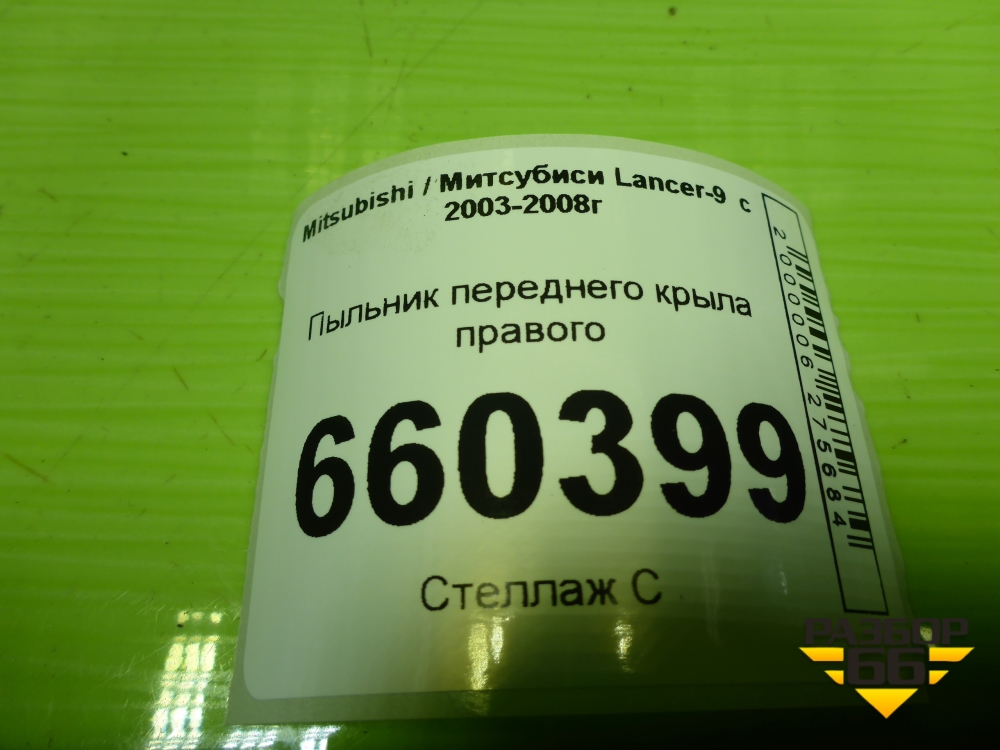 Mitsubishi / Митсубиси Lancer-9 с
2003-2008г
Пыльник переднего крыла
правого
660399
Стеллаж С
2000006275684
РАЗБОР
66